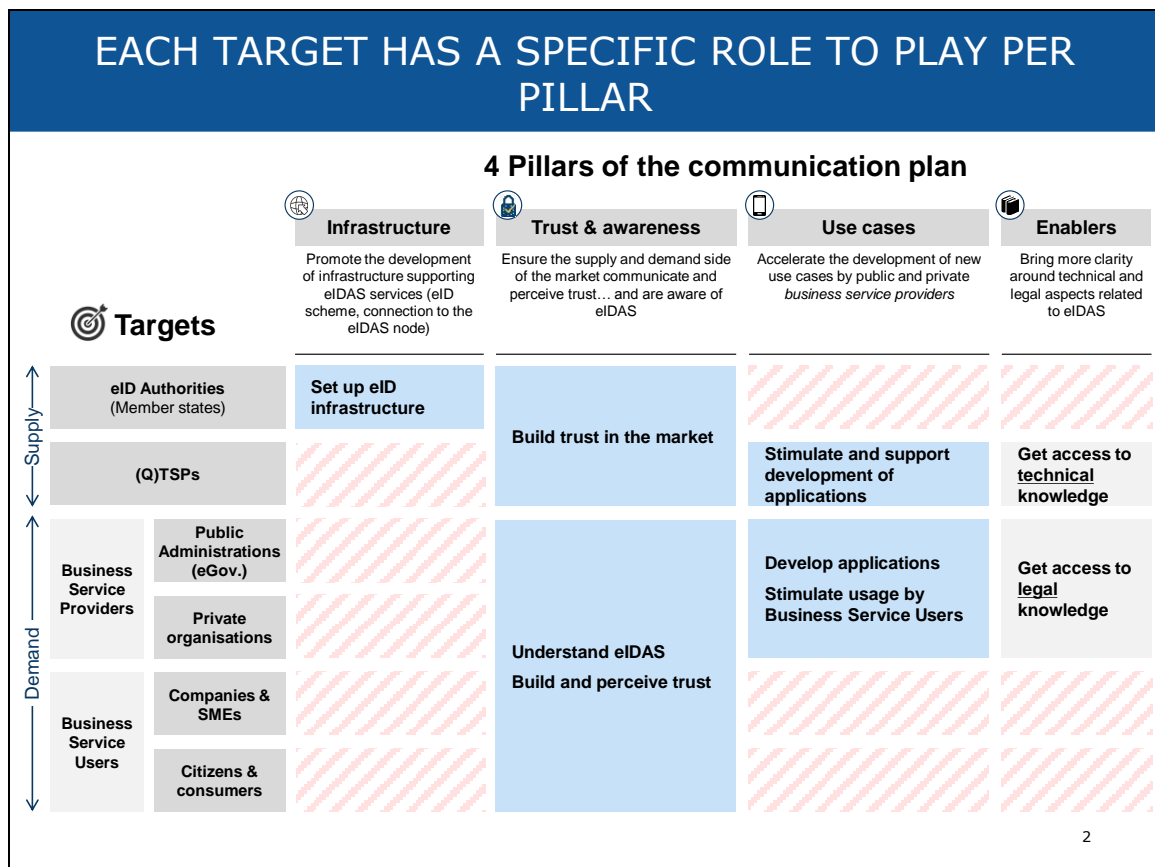 EACH TARGET HAS A SPECIFIC ROLE TO PLAY PER
PILLAR
4 Pillars of the communication plan
Infrastructure
Promote the development
of infrastructure supporting
eIDAS services (eID
scheme, connection to the
eIDAS node)
Trust & awareness
Ensure the supply and demand side
of the market communicate and
perceive trust… and are aware of
eIDAS
Use cases
Accelerate the development of new
use cases by public and private
business service providers
Enablers
Bring more clarity
around technical and
legal aspects related
to eIDAS
Targets
Supply
eID Authorities
(Member states)
Set up eID
infrastructure
Build trust in the market
(Q)TSPs
Stimulate and support
development of
applications
Get access to
technical
knowledge
Demand
Business
Service
Providers
Public
Administrations
(eGov.)
Private
organisations
Understand eIDAS
Build and perceive trust
Develop applications
Stimulate usage by
Business Service Users
Get access to
legal
knowledge
Business
Service
Users
Companies &
SMEs
Citizens &
consumers
2